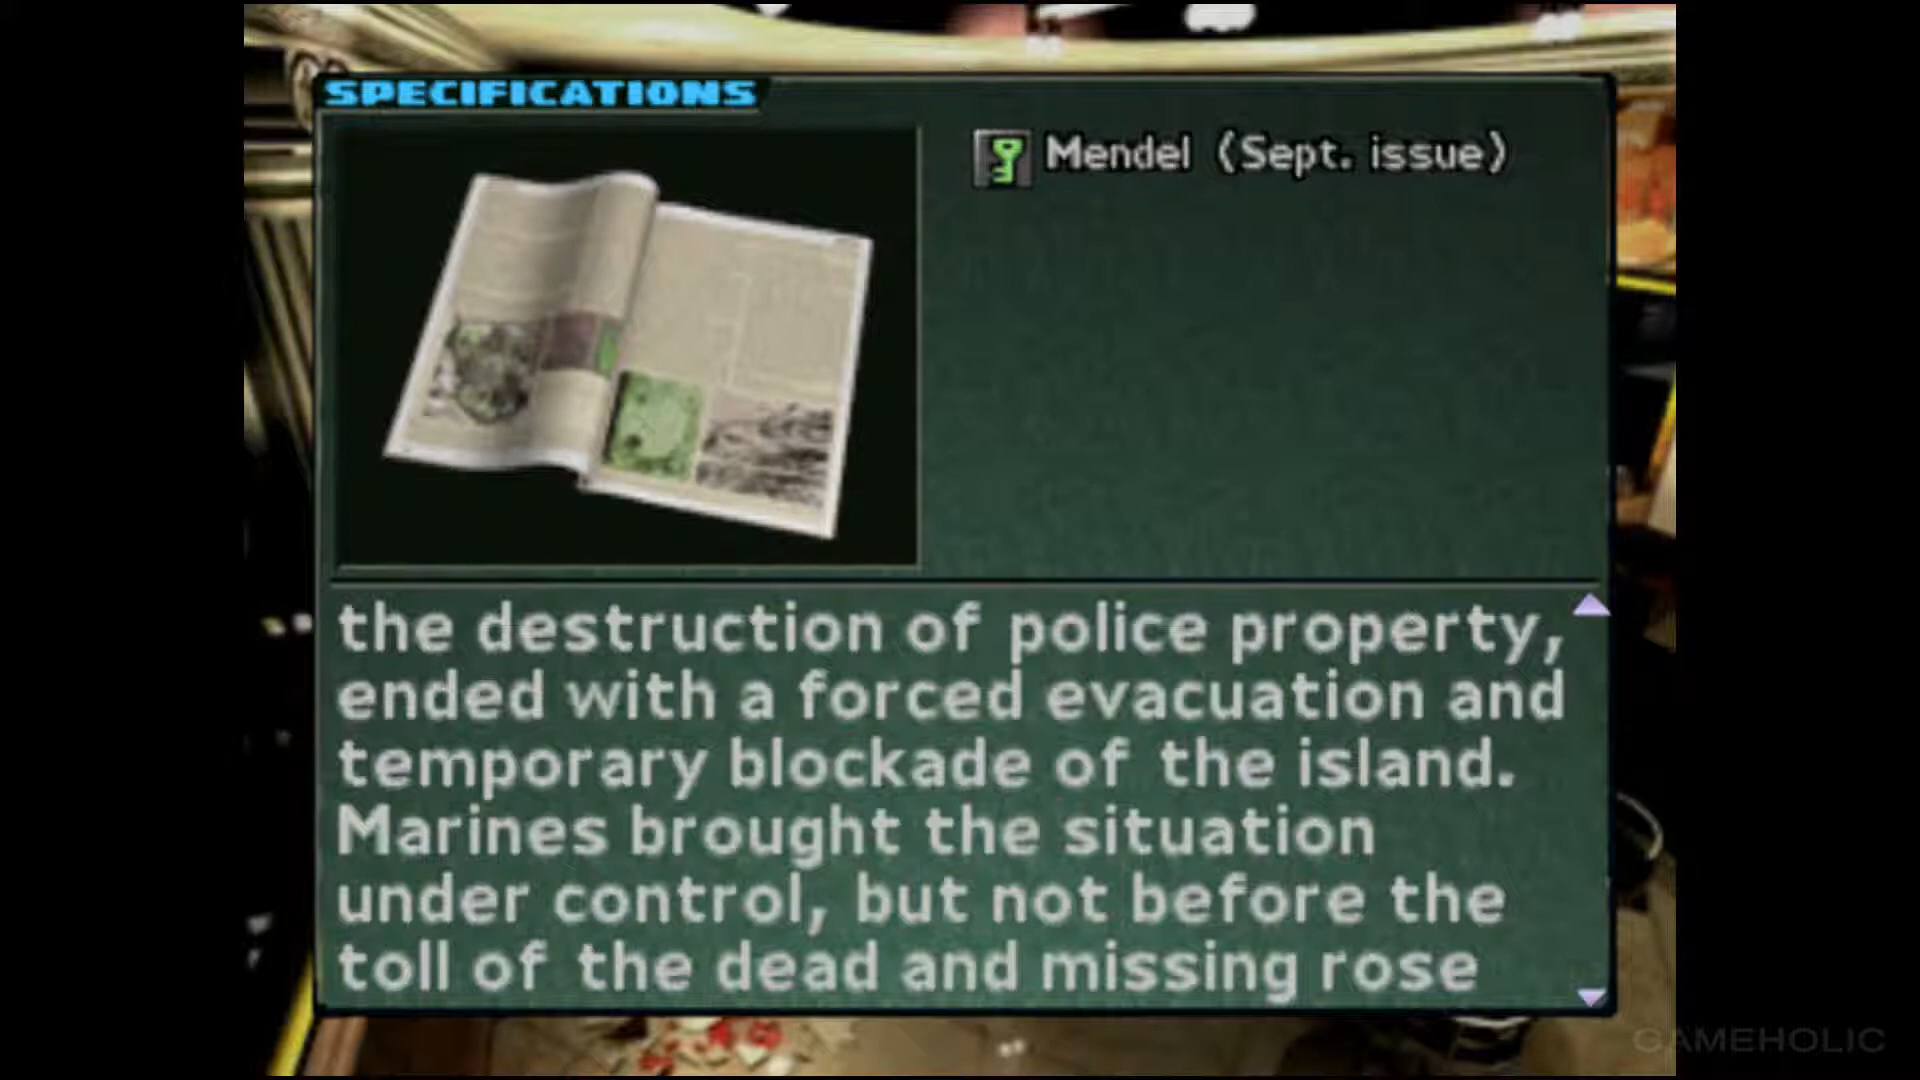 SPECIFICATIONS
Mendel (Sept. issue)
the destruction of police property,
ended with a forced evacuation and
temporary blockade of the island.
Marines brought the situation
under control, but not before the
toll of the dead and missing rose
GAMEHOLIC